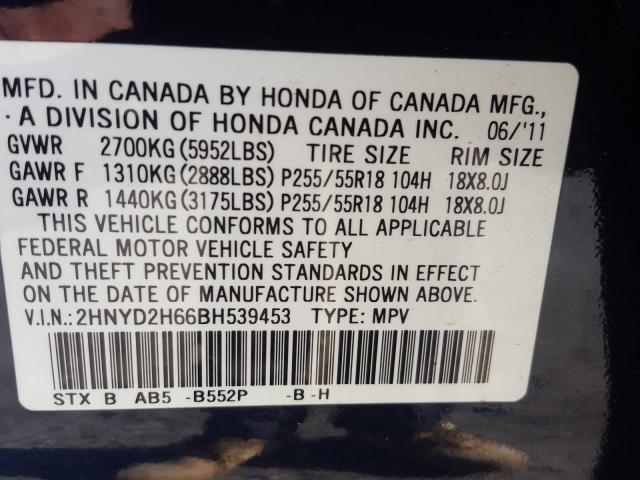 MFD. IN CANADA BY HONDA OF CANADA MFG.,
· A DIVISION OF HONDA CANADA INC. 06/'11
GVWR 2700KG(5952LBS) TIRE SIZE RIM SIZE
GAWR F 1310KG(2888LBS) P255/55R18 104H 18X8.0J
GAWR R 1440KG(3175LBS) P255/55R18 104H 18X8.0J
THIS VEHICLE CONFORMS TO ALL APPLICABLE
FEDERAL MOTOR VEHICLE SAFETY
AND THEFT PREVENTION STANDARDS IN EFFECT
ON THE DATE OF MANUFACTURE SHOWN ABOVE.
V.I.N.:2HNYD2H66BH539453 TYPE: MPV
STX B AB5 -B552P -B -H